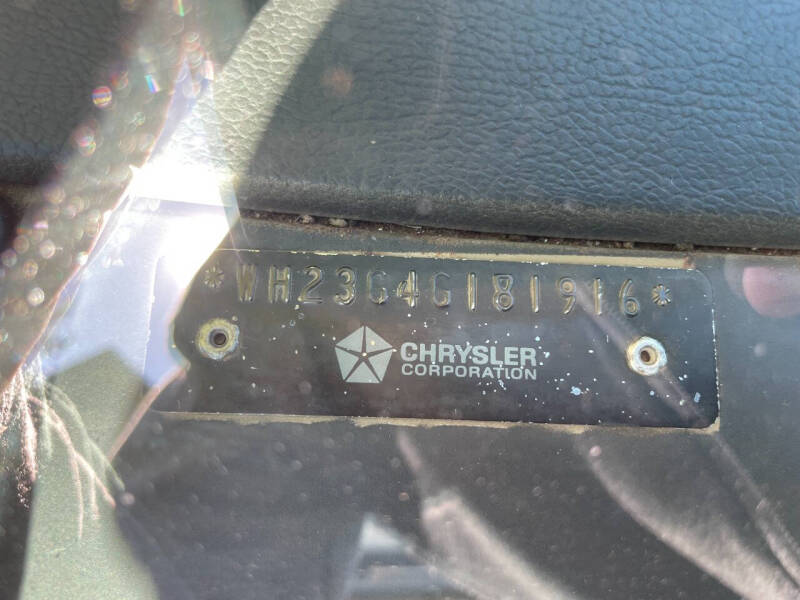 *WH23G4G181916*
CHRYSLER
CORPORATION